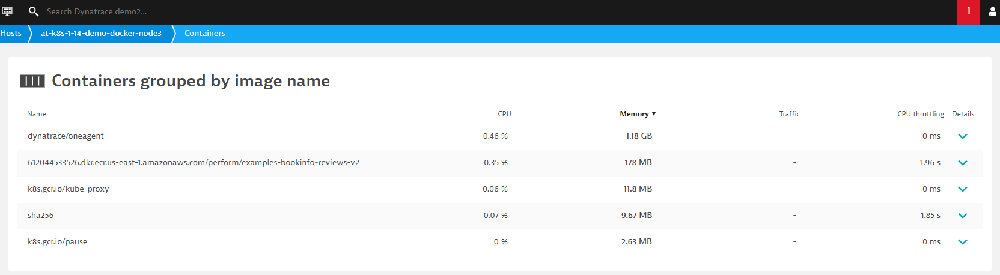 Search Dynatrace demo2...
1
Hosts at-k8s-1-14-demo-docker-node3 Containers
Containers grouped by image name
Name CPU Memory ▼ Traffic CPU throttling Details
dynatrace/oneagent 0.46 % 1.18 GB - 0 ms
612044533526.dkr.ecr.us-east-1.amazonaws.com/perform/examples-bookinfo-reviews-v2 0.35 % 178 MB - 1.96 s
k8s.gcr.io/kube-proxy 0.06 % 11.8 MB - 0 ms
sha256 0.07 % 9.67 MB - 1.85 s
k8s.gcr.io/pause 0 % 2.63 MB - 0 ms